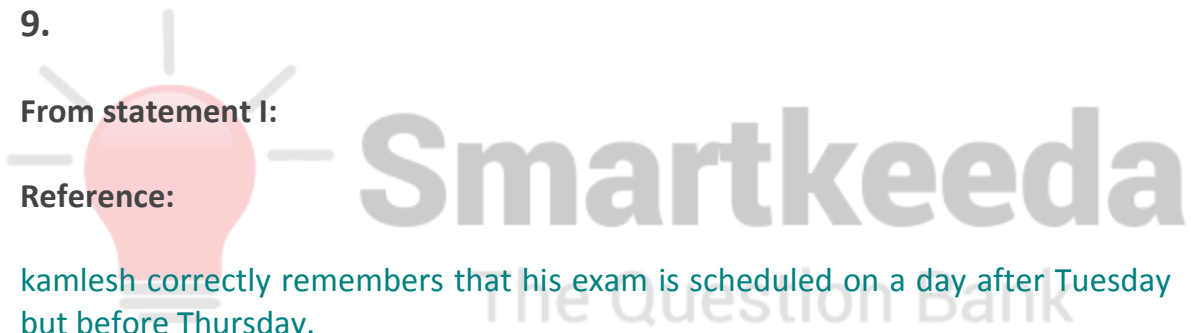 9.
From statement I:
Smartkeeda
Reference:
The Question Bank
kamlesh correctly remembers that his exam is scheduled on a day after Tuesday
but before Thursday.